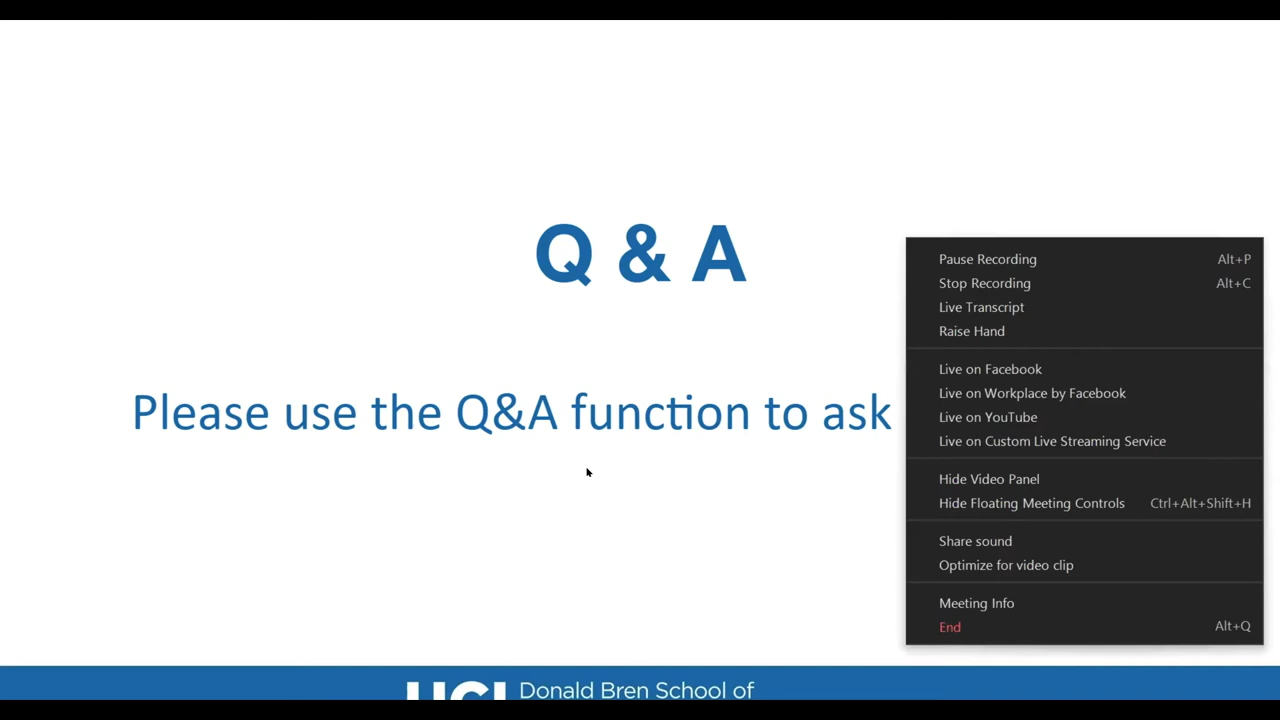 Q & A
Please use the Q&A function to ask
Pause Recording Alt+P
Stop Recording Alt+C
Live Transcript
Raise Hand
Live on Facebook
Live on Workplace by Facebook
Live on YouTube
Live on Custom Live Streaming Service
Hide Video Panel
Hide Floating Meeting Controls Ctrl+Alt+Shift+H
Share sound
Optimize for video clip
Meeting Info
End Alt+Q
UCI Donald Bren School of